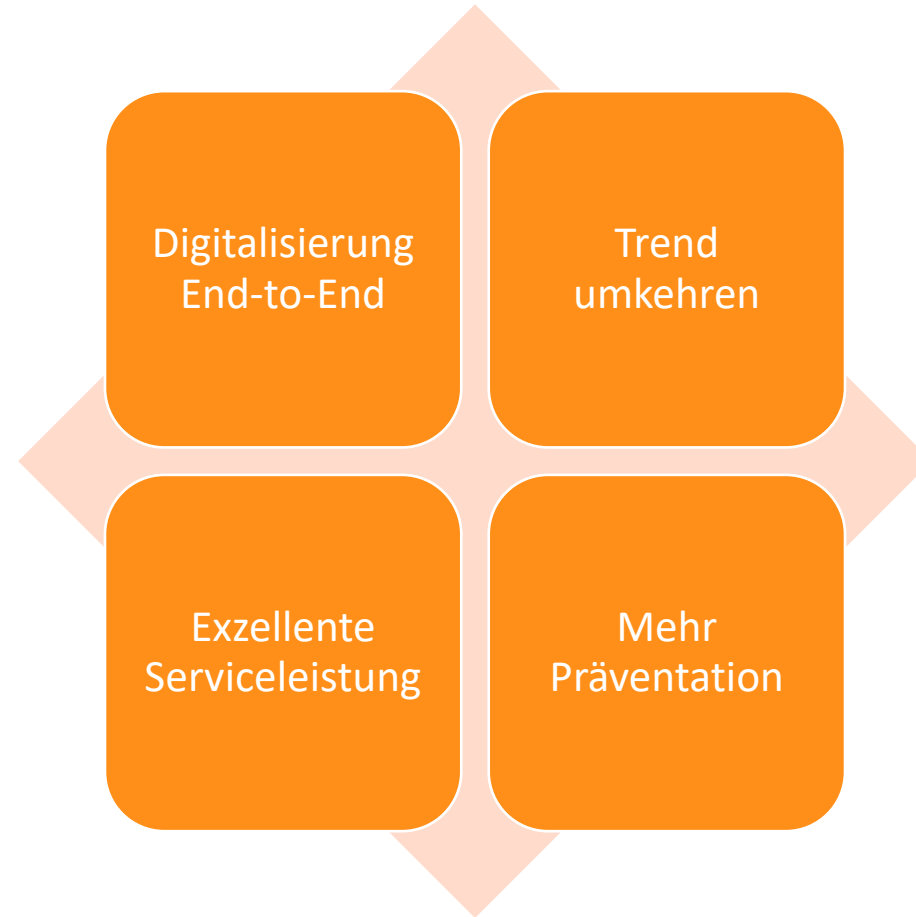 Digitalisierung
End-to-End
Trend
umkehren
Exzellente
Serviceleistung
Mehr
Präventation